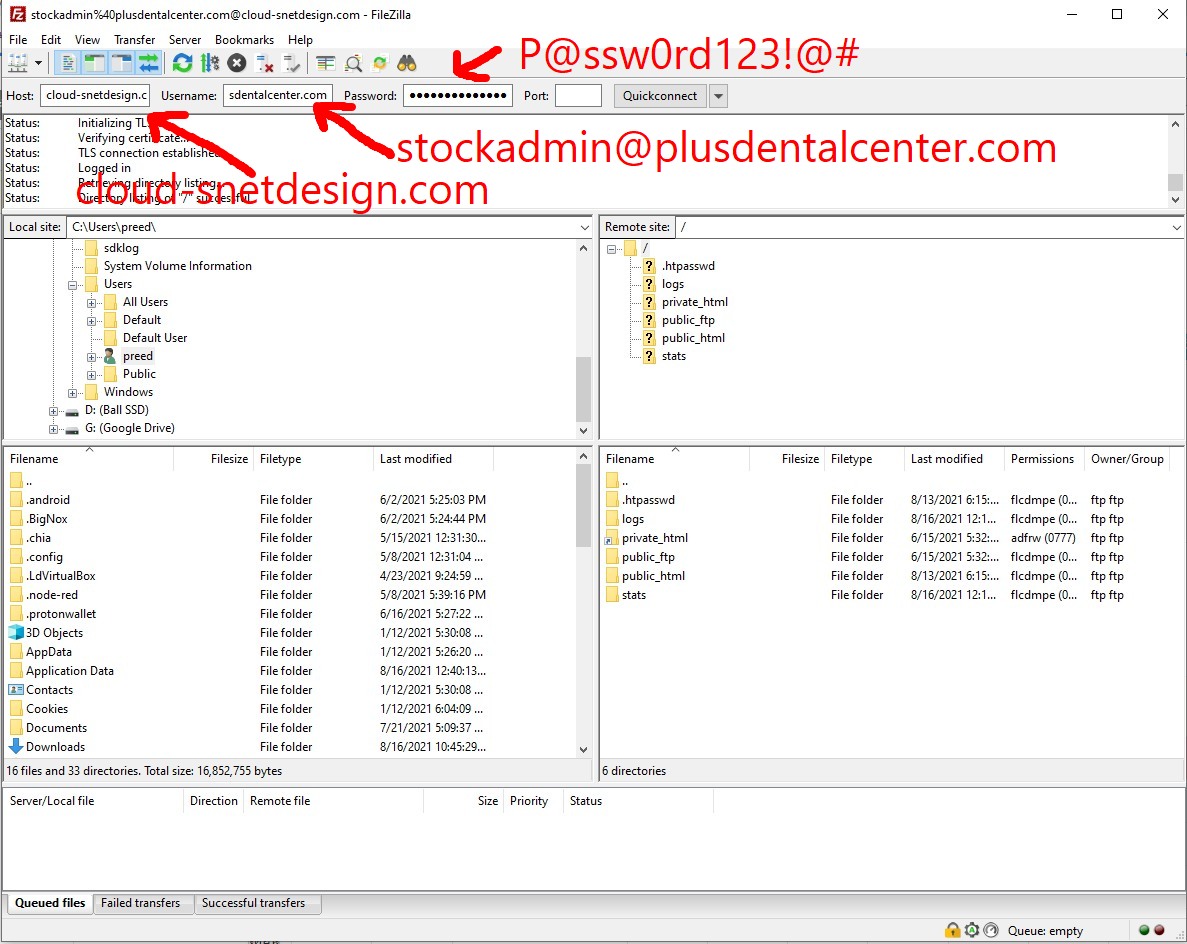 stockadmin%40plusdentalcenter.com@cloud-snetdesign.com - FileZilla
File Edit View Transfer Server Bookmarks Help
P@ssw0rd123!@#
Host: cloud-snetdesign.c Username: sdentalcenter.com Password: •••••••••••••• Port: Quickconnect
stockadmin@plusdentalcenter.com
cloud-snetdesign.com
Status: Initializing TLS
Status: Verifying certificate...
Status: TLS connection established
Status: Logged in
Status: Retrieving directory listing...
Status: Directory listing of "/" successful
Local site: C:\Users\preed\
sdklog
System Volume Information
Users
All Users
Default
Default User
preed
Public
Windows
D: (Ball SSD)
G: (Google Drive)
Remote site: /
/
.htpasswd
logs
private_html
public_ftp
public_html
stats
Filename Filesize Filetype Last modified
..
.android File folder 6/2/2021 5:25:03 PM
.BigNox File folder 6/2/2021 5:24:44 PM
.chia File folder 5/15/2021 12:31:30...
.config File folder 5/8/2021 12:31:04 ...
.LdVirtualBox File folder 4/23/2021 9:24:59 ...
.node-red File folder 5/8/2021 5:39:16 PM
.protonwallet File folder 6/16/2021 5:27:22 ...
3D Objects File folder 1/12/2021 5:30:08 ...
AppData File folder 1/12/2021 5:26:20 ...
Application Data File folder 8/16/2021 12:40:13...
Contacts File folder 1/12/2021 5:30:08 ...
Cookies File folder 1/12/2021 6:04:09 ...
Documents File folder 7/21/2021 5:09:37 ...
Downloads File folder 8/16/2021 10:45:29...
16 files and 33 directories. Total size: 16,852,755 bytes
Filename Filesize Filetype Last modified Permissions Owner/Group
..
.htpasswd File folder 8/13/2021 6:15:... flcdmpe (0... ftp ftp
logs File folder 8/16/2021 12:1... flcdmpe (0... ftp ftp
private_html File folder 6/15/2021 5:32:... adfrw (0777) ftp ftp
public_ftp File folder 6/15/2021 5:32:... flcdmpe (0... ftp ftp
public_html File folder 8/13/2021 6:15:... flcdmpe (0... ftp ftp
stats File folder 8/16/2021 12:1... flcdmpe (0... ftp ftp
6 directories
Server/Local file Direction Remote file Size Priority Status
Queued files Failed transfers Successful transfers
Queue: empty